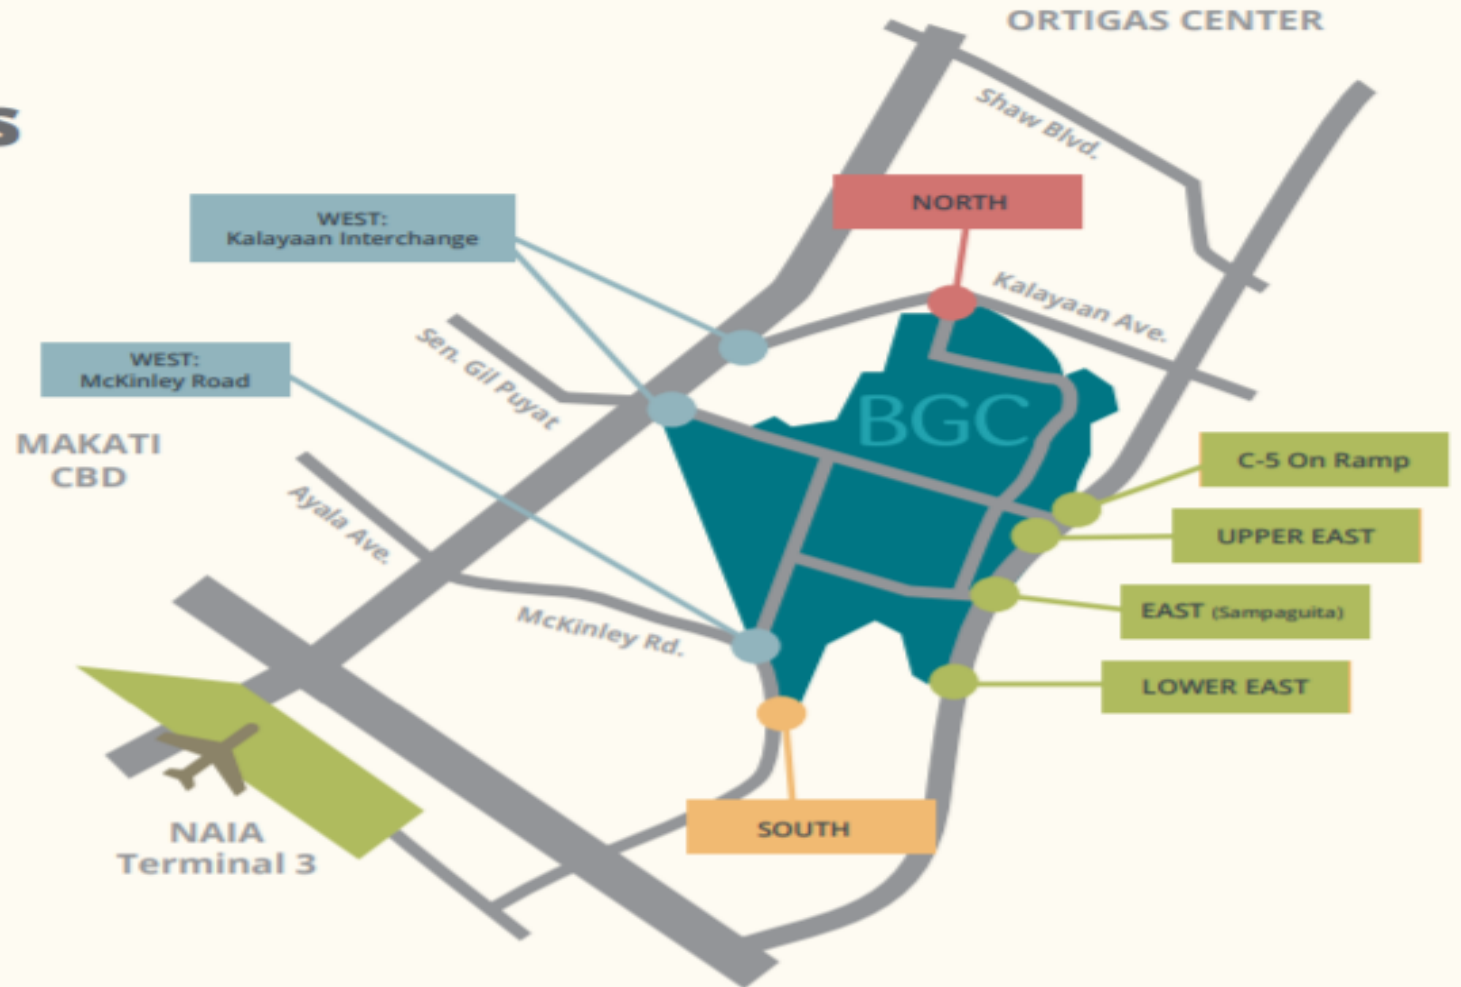 ORTIGAS CENTER
s
Shaw Blvd.
NORTH
WEST:
Kalayaan Interchange
Kalayaan Ave.
Sen. Gil Puyat
WEST:
McKinley Road
BGC
MAKATI
CBD
C-5 On Ramp
Ayala Ave.
UPPER EAST
EAST (Sampaguita)
McKinley Rd.
LOWER EAST
SOUTH
NAIA
Terminal 3